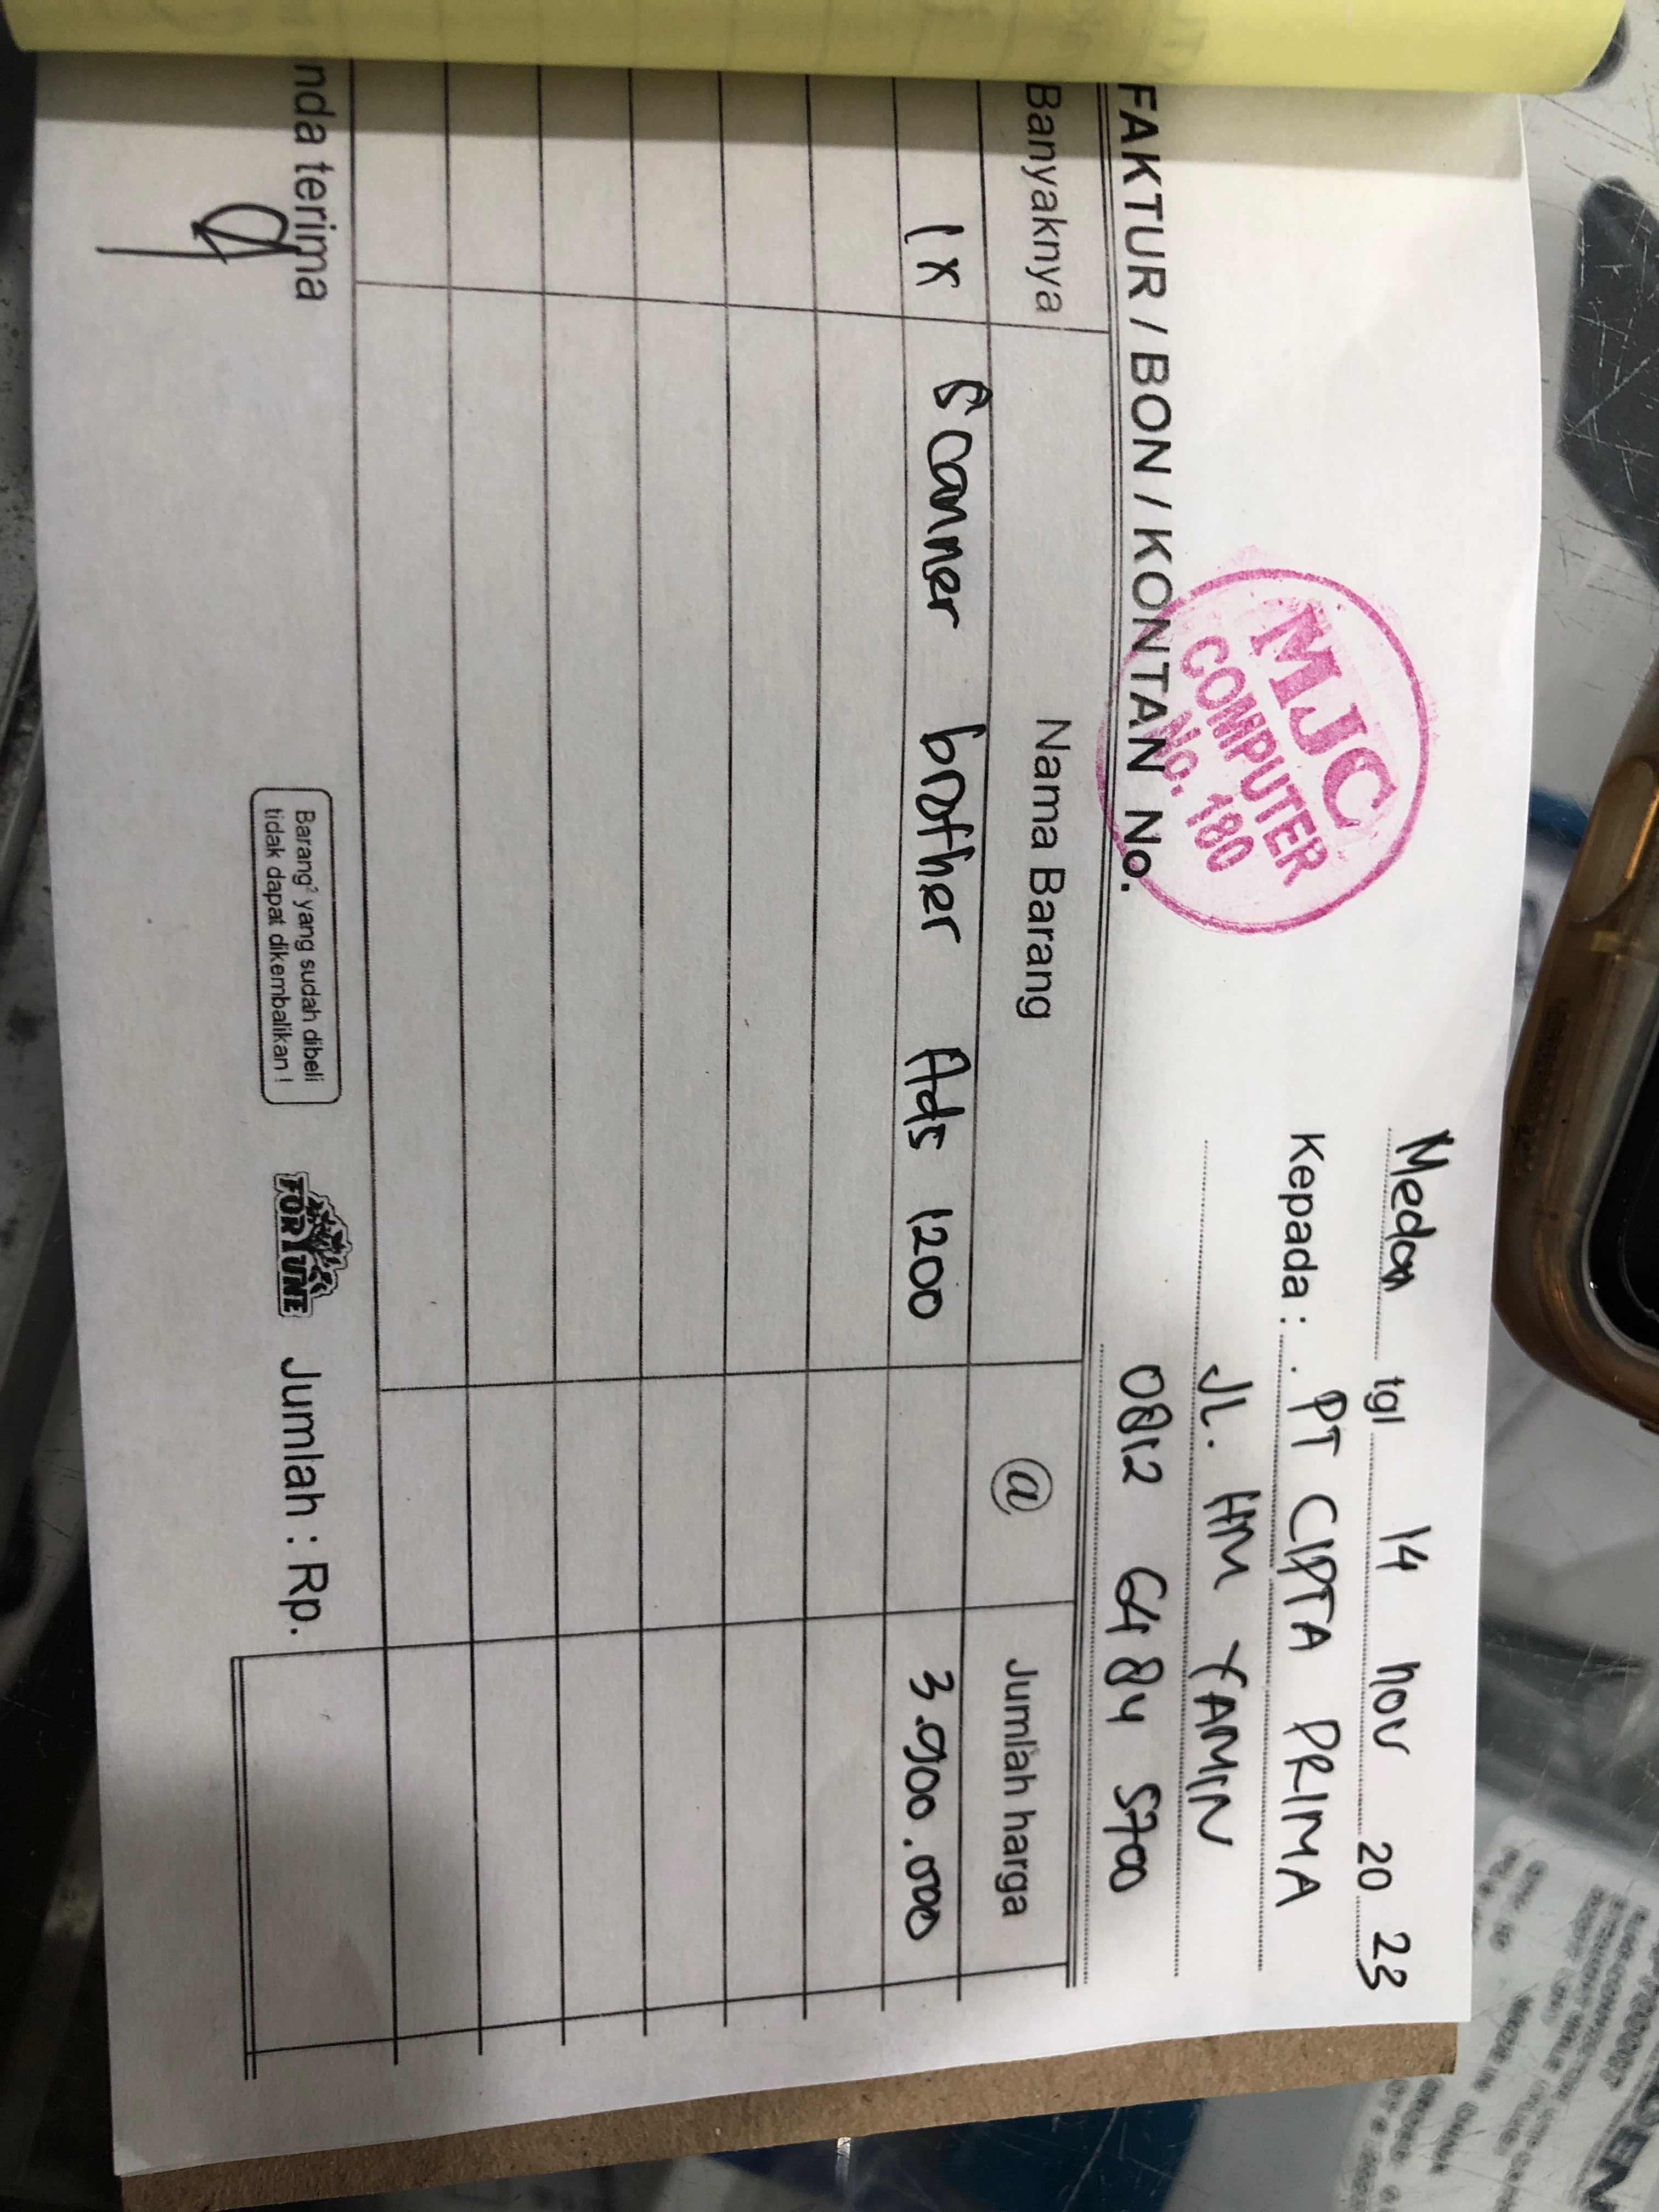 Medan tgl 14 nov 20 23
Kepada : PT CIPTA PRIMA
JL. HM YAMIN
0812 6484 5700
MJC
COMPUTER
No. 180
FAKTUR / BON / KONTAN No.
Banyaknya Nama Barang @ Jumlah harga
1 x Scanner brother Ads 1200 3.900.000
nda terima
Barang² yang sudah dibeli
tidak dapat dikembalikan !
FORTUNE
Jumlah : Rp.